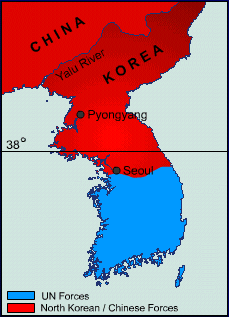 CHINA
KOREA
Yalu River
Pyongyang
38°
Seoul
UN Forces
North Korean / Chinese Forces